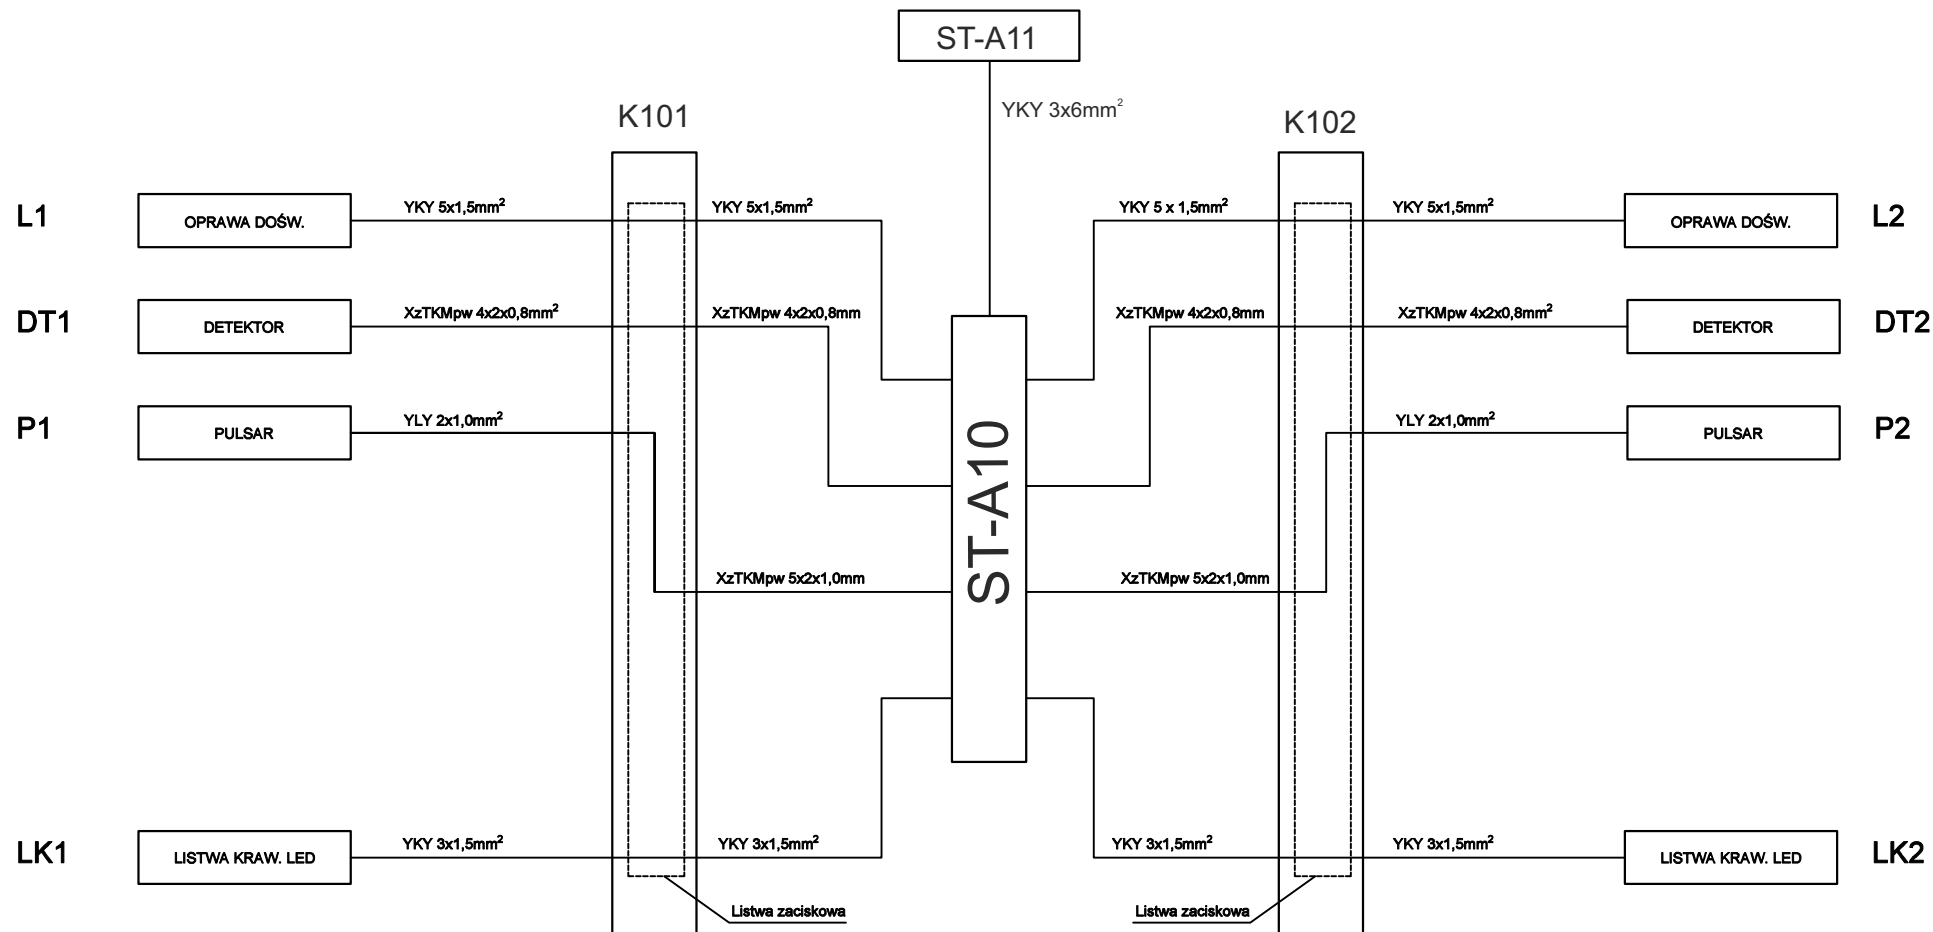 ST-A11
YKY 3x6mm²
K101
K102
L1
OPRAWA DOŚW.
YKY 5x1,5mm²
YKY 5x1,5mm²
YKY 5 x 1,5mm²
YKY 5x1,5mm²
OPRAWA DOŚW.
L2
DT1
DETEKTOR
XzTKMpw 4x2x0,8mm²
XzTKMpw 4x2x0,8mm
XzTKMpw 4x2x0,8mm
XzTKMpw 4x2x0,8mm²
DETEKTOR
DT2
P1
PULSAR
YLY 2x1,0mm²
YLY 2x1,0mm²
PULSAR
P2
ST-A10
XzTKMpw 5x2x1,0mm
XzTKMpw 5x2x1,0mm
LK1
LISTWA KRAW. LED
YKY 3x1,5mm²
YKY 3x1,5mm²
YKY 3x1,5mm²
YKY 3x1,5mm²
LISTWA KRAW. LED
LK2
Listwa zaciskowa
Listwa zaciskowa